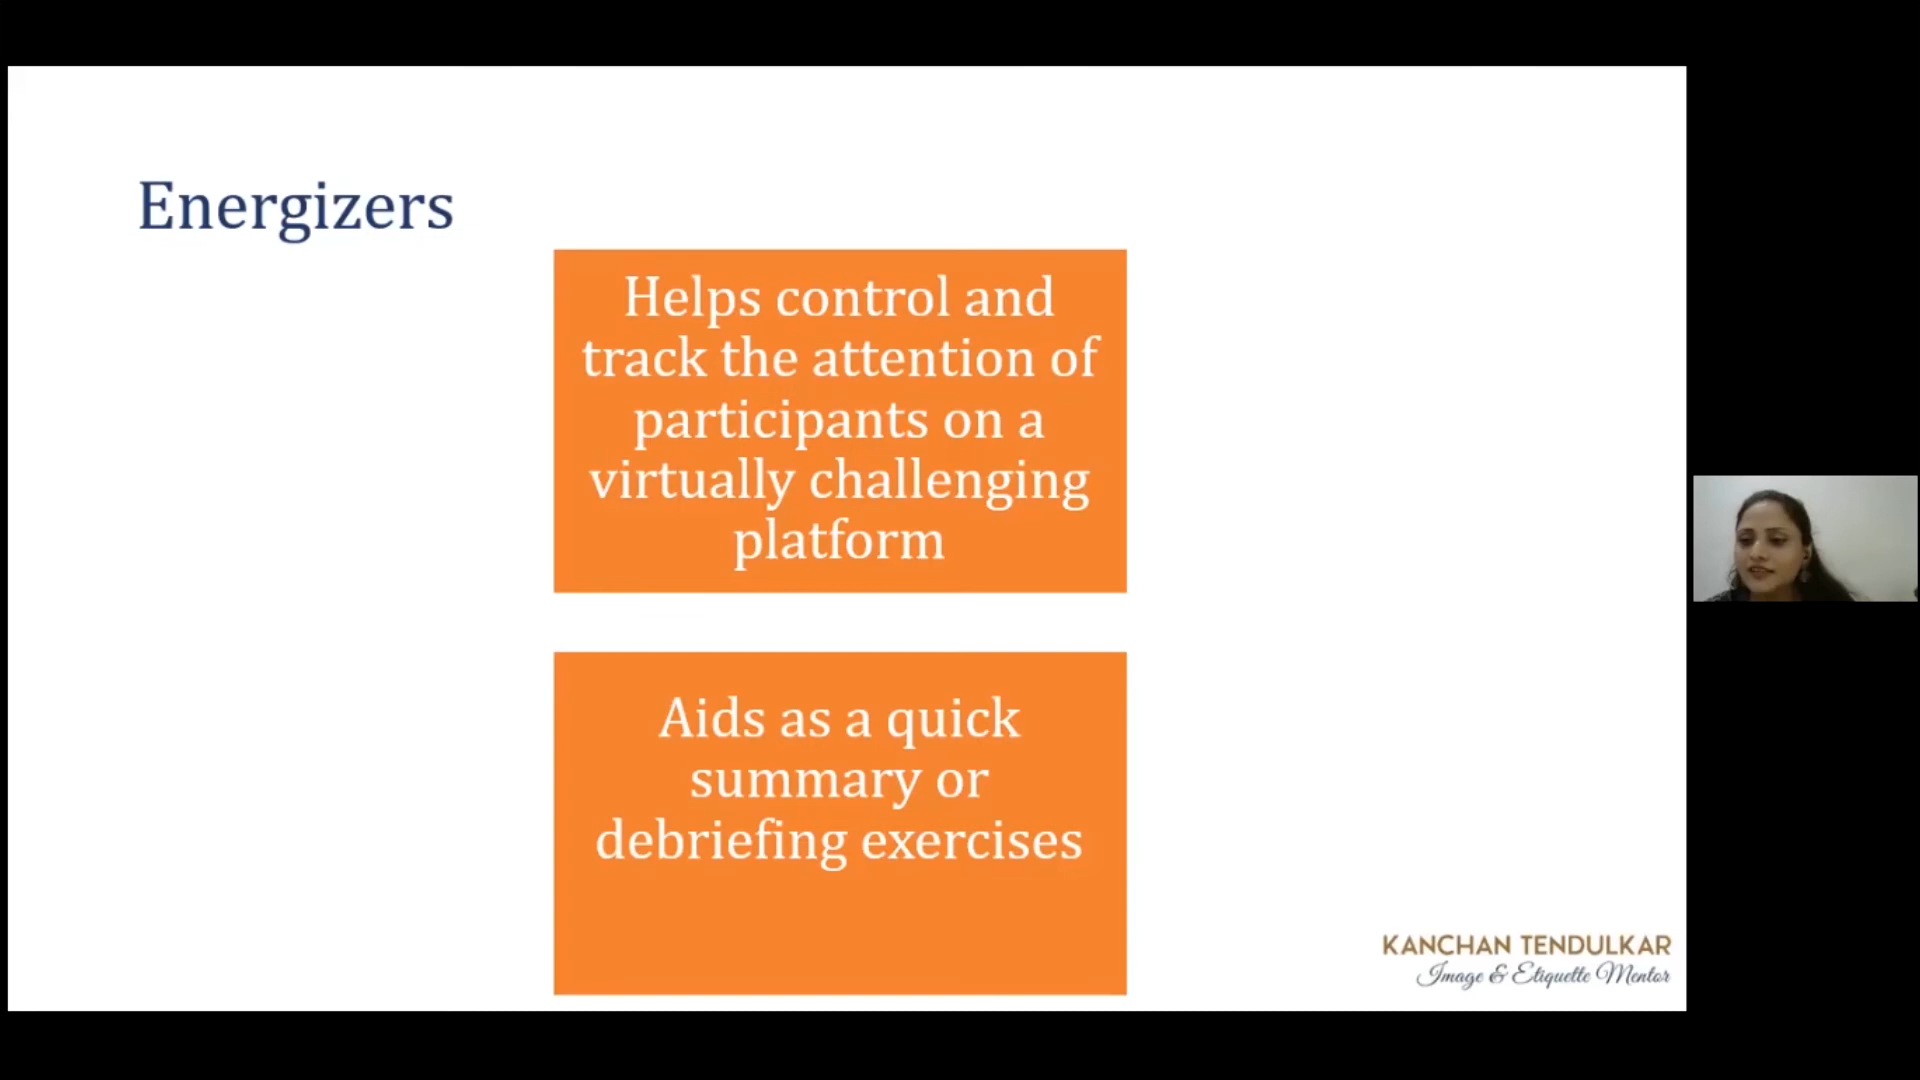 Energizers
Helps control and
track the attention of
participants on a
virtually challenging
platform
Aids as a quick
summary or
debriefing exercises
KANCHAN TENDULKAR
Image & Etiquette Mentor